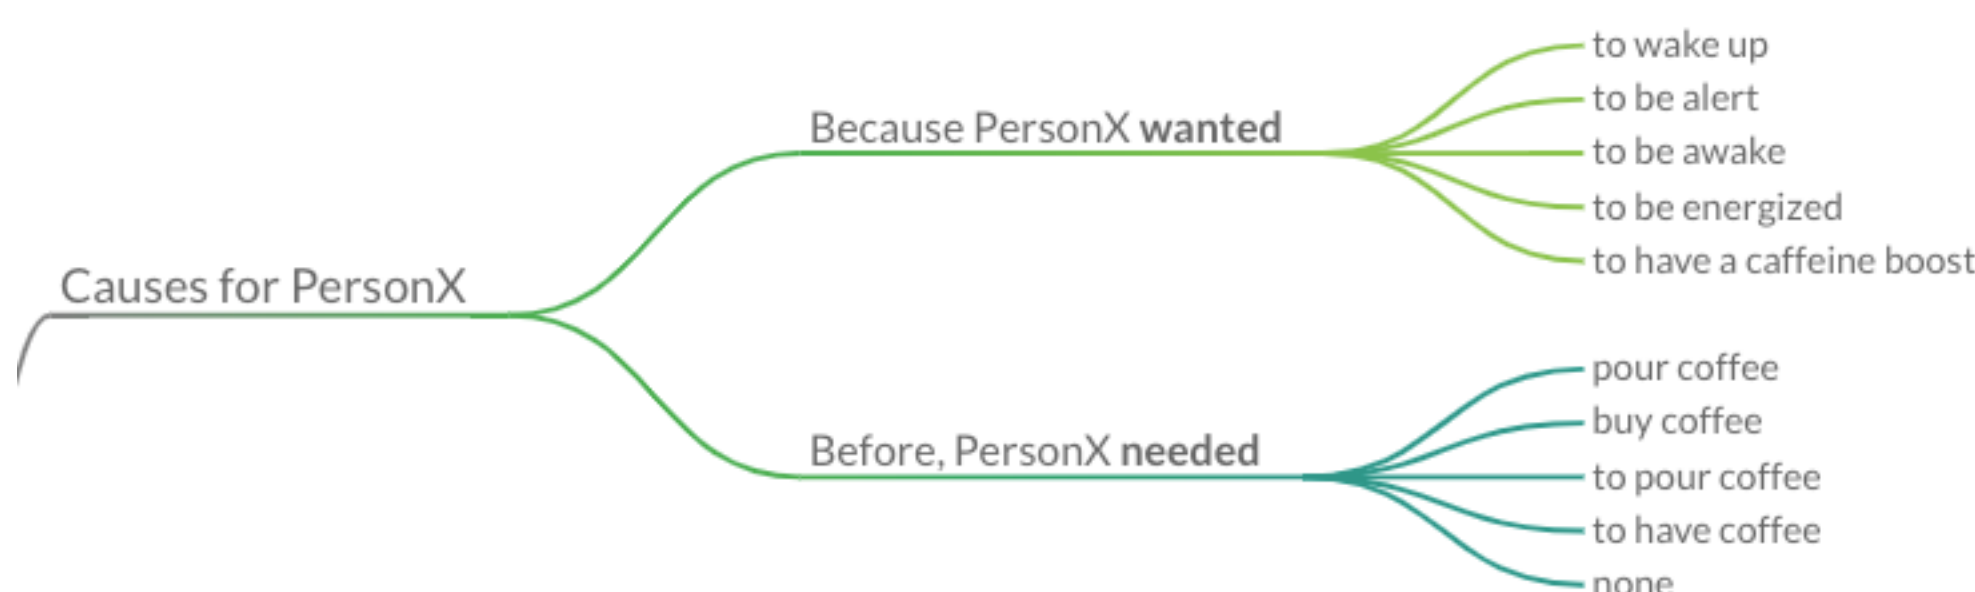 to wake up
to be alert
Because PersonX wanted
to be awake
to be energized
to have a caffeine boost
Causes for PersonX
pour coffee
buy coffee
Before, PersonX needed
to pour coffee
to have coffee
none